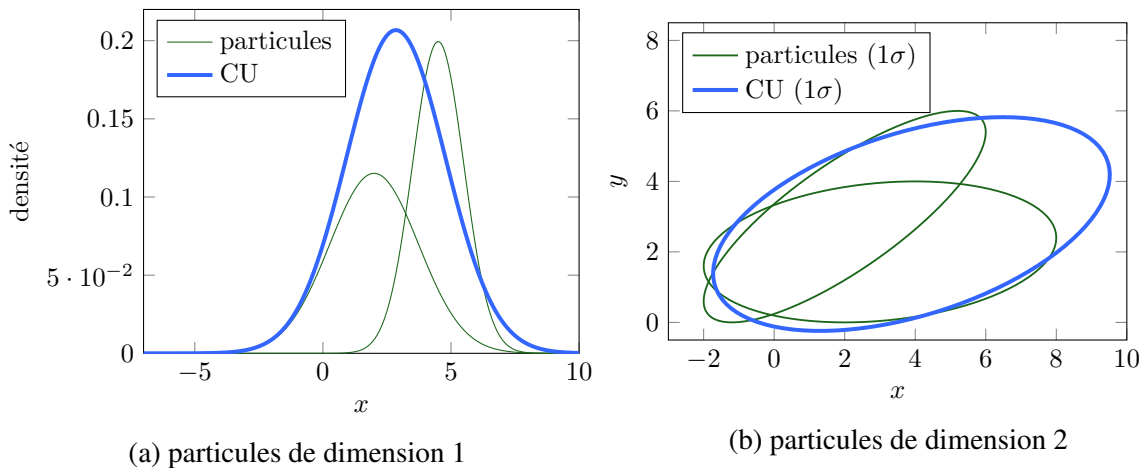 particules
CU
0.2
0.15
0.1
5 · 10⁻²
0
densité
−5
0
5
10
x
(a) particules de dimension 1
particules (1σ)
CU (1σ)
8
6
4
2
0
y
−2
0
2
4
6
8
10
x
(b) particules de dimension 2